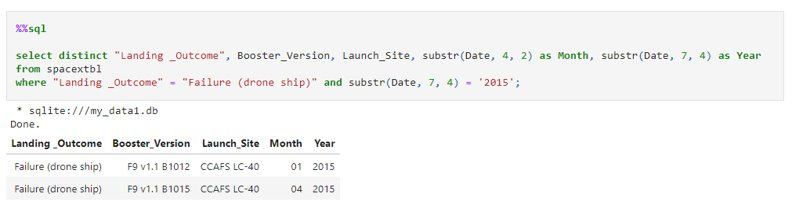 %%sql
select distinct "Landing _Outcome", Booster_Version, Launch_Site, substr(Date, 4, 2) as Month, substr(Date, 7, 4) as Year
from spacextbl
where "Landing _Outcome" = "Failure (drone ship)" and substr(Date, 7, 4) = '2015';
* sqlite:///my_data1.db
Done.
Landing _Outcome Booster_Version Launch_Site Month Year
Failure (drone ship) F9 v1.1 B1012 CCAFS LC-40 01 2015
Failure (drone ship) F9 v1.1 B1015 CCAFS LC-40 04 2015